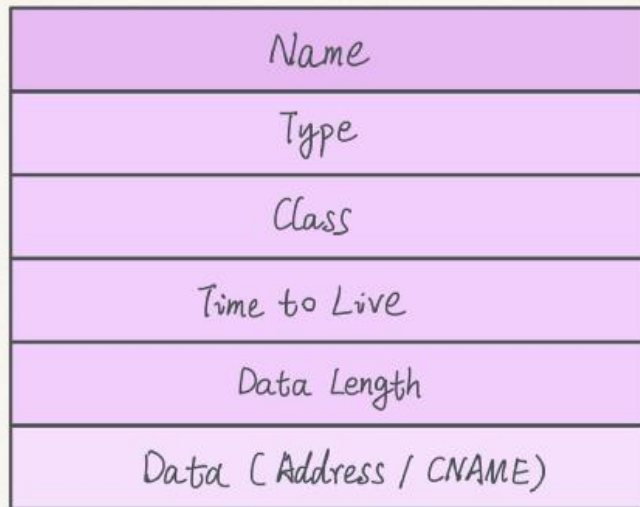 Name
Type
Class
Time to Live
Data Length
Data (Address / CNAME)